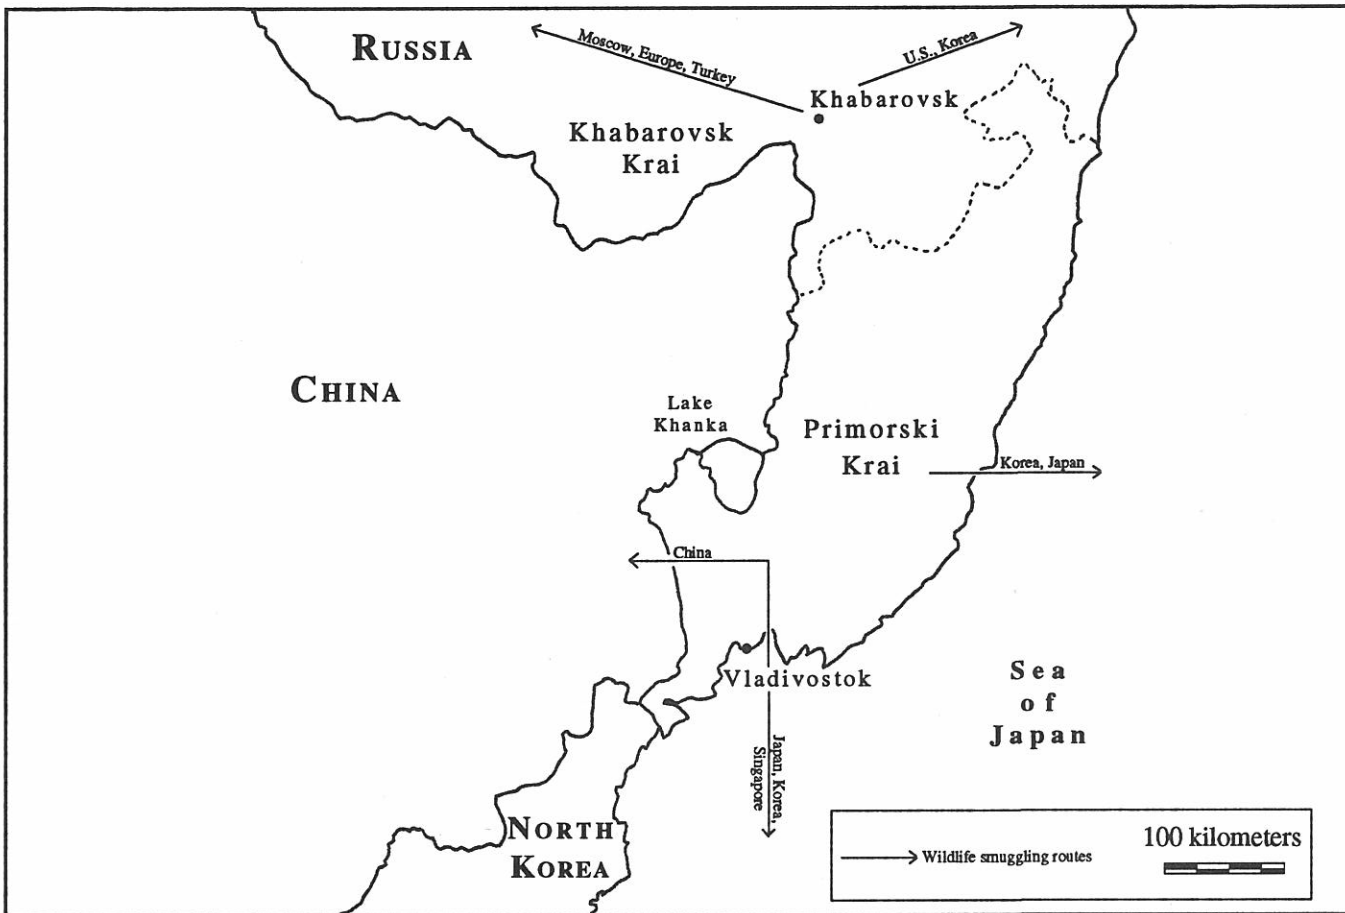 RUSSIA
Moscow, Europe, Turkey
U.S., Korea
Khabarovsk
Khabarovsk
Krai
CHINA
Lake
Khanka
Primorski
Krai
Korea, Japan
China
Vladivostok
Sea
of
Japan
Japan, Korea,
Singapore
NORTH
KOREA
Wildlife smuggling routes
100 kilometers